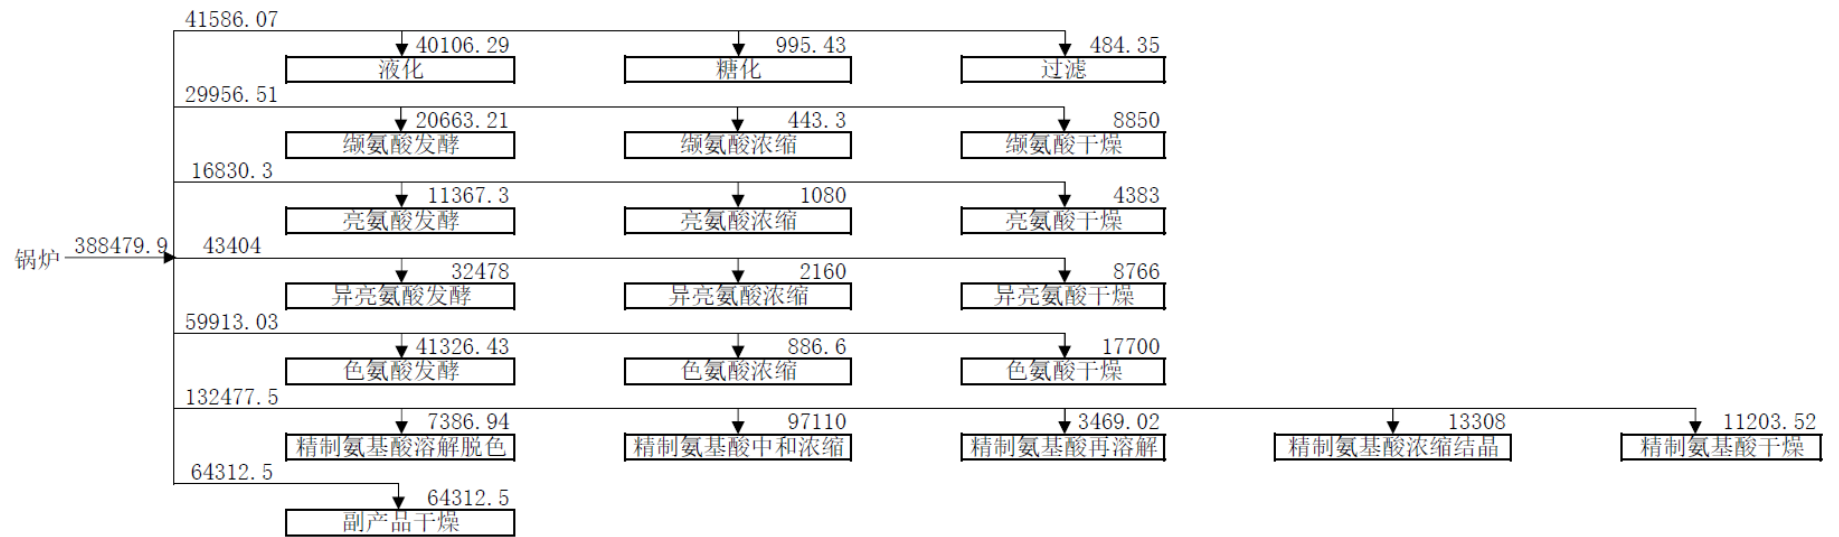 41586.07
40106.29 995.43 484.35
液化 糖化 过滤
29956.51
20663.21 443.3 8850
缬氨酸发酵 缬氨酸浓缩 缬氨酸干燥
16830.3
11367.3 1080 4383
亮氨酸发酵 亮氨酸浓缩 亮氨酸干燥
锅炉 388479.9 43404
32478 2160 8766
异亮氨酸发酵 异亮氨酸浓缩 异亮氨酸干燥
59913.03
41326.43 886.6 17700
色氨酸发酵 色氨酸浓缩 色氨酸干燥
132477.5
7386.94 97110 3469.02 13308 11203.52
精制氨基酸溶解脱色 精制氨基酸中和浓缩 精制氨基酸再溶解 精制氨基酸浓缩结晶 精制氨基酸干燥
64312.5
64312.5
副产品干燥